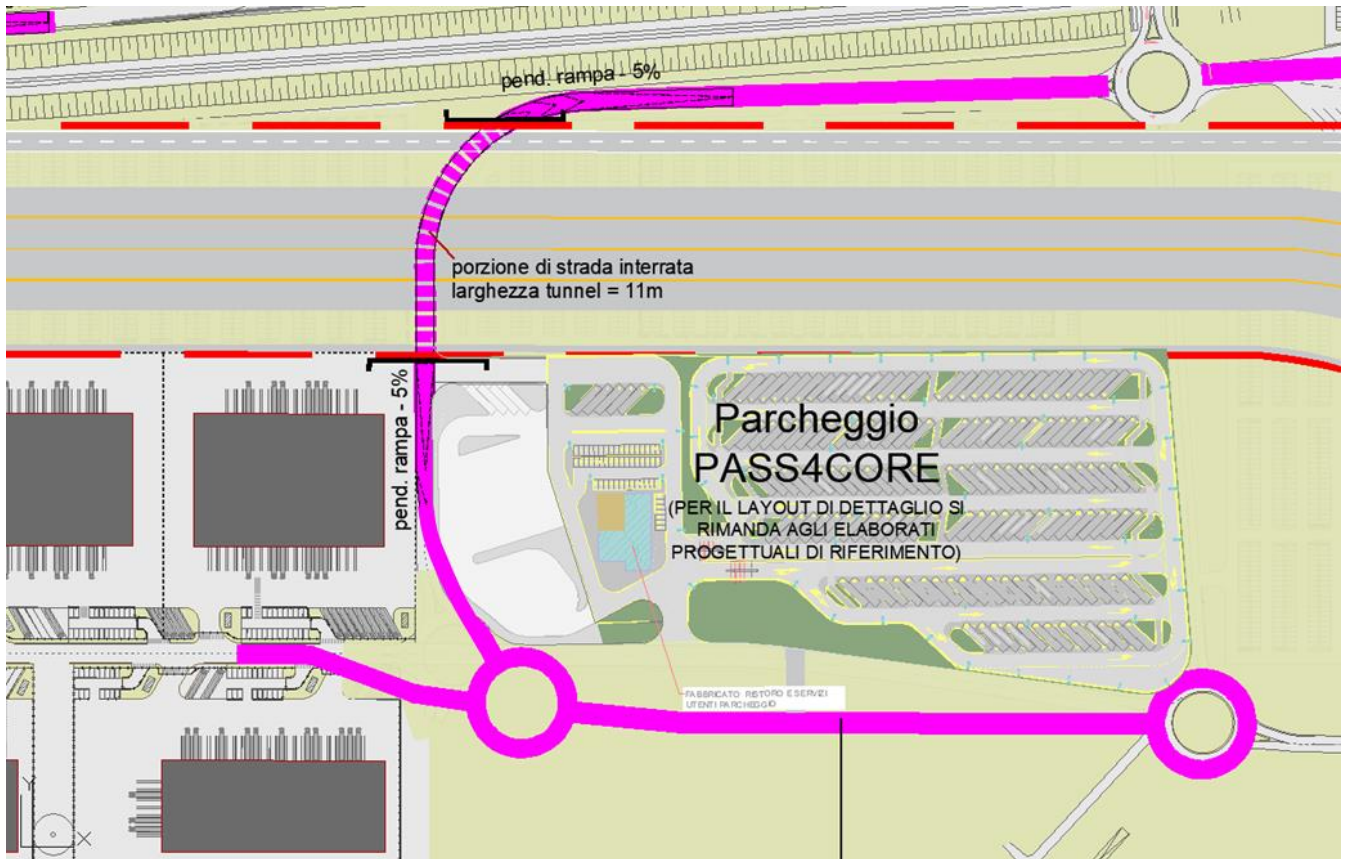 pend. rampa - 5%
porzione di strada interrata
larghezza tunnel = 11m
pend. rampa - 5%
Parcheggio
PASS4CORE
(PER IL LAYOUT DI DETTAGLIO SI
RIMANDA AGLI ELABORATI
PROGETTUALI DI RIFERIMENTO)
FABBRICATO RISTORO E SERVIZI
UTENTI PARCHEGGIO
Y
X